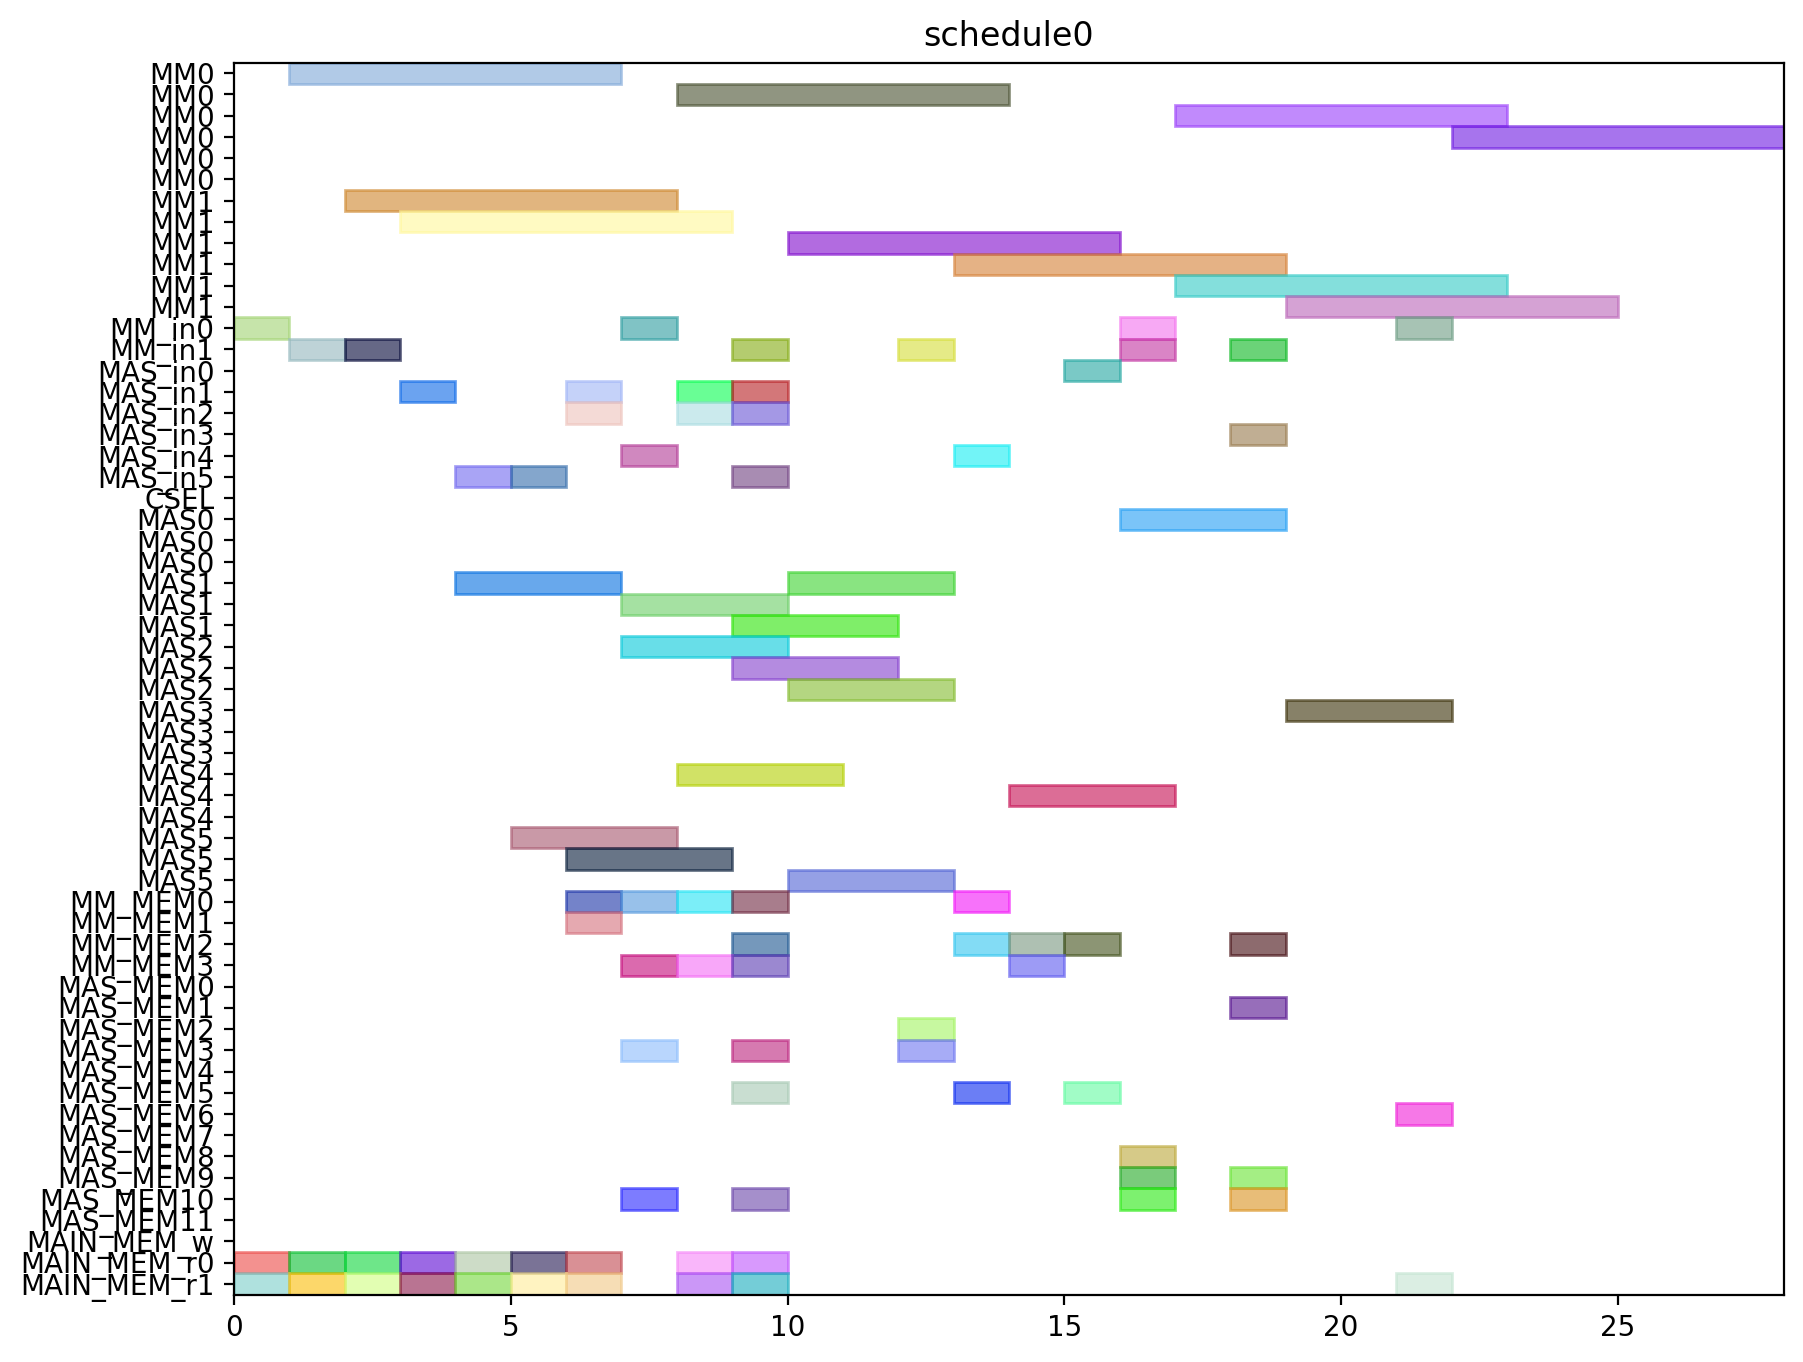 schedule0
MM0
MM0
MM0
MM0
MM0
MM0
MM1
MM1
MM1
MM1
MM1
MM1
MM_in0
MM_in1
MAS_in0
MAS_in1
MAS_in2
MAS_in3
MAS_in4
MAS_in5
CSEL
MAS0
MAS0
MAS0
MAS1
MAS1
MAS1
MAS2
MAS2
MAS2
MAS3
MAS3
MAS3
MAS4
MAS4
MAS4
MAS5
MAS5
MAS5
MM_MEM0
MM_MEM1
MM_MEM2
MM_MEM3
MAS_MEM0
MAS_MEM1
MAS_MEM2
MAS_MEM3
MAS_MEM4
MAS_MEM5
MAS_MEM6
MAS_MEM7
MAS_MEM8
MAS_MEM9
MAS_MEM10
MAS_MEM11
MAIN_MEM_w
MAIN_MEM_r0
MAIN_MEM_r1
0 5 10 15 20 25